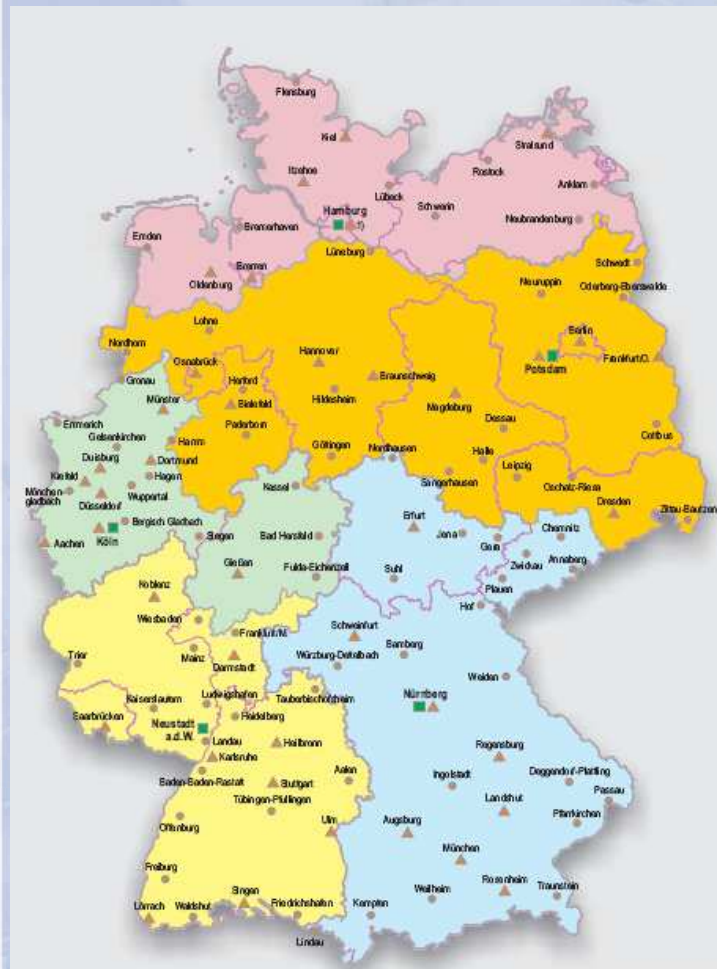 Flensburg
Kiel
Stralsund
Itzehoe
Rostock
Lübeck
Anklam
Hamburg
Schwerin
Bremerhaven
Neubrandenburg
Emden
Lüneburg
Schwedt
Bremen
Oldenburg
Neuruppin
Oderberg-Eberswalde
Lohne
Berlin
Nordhorn
Osnabrück
Hannover
Potsdam
Frankfurt/O.
Braunschweig
Gronau
Herford
Münster
Bielefeld
Hildesheim
Magdeburg
Emmerich
Dessau
Gelsenkirchen
Paderborn
Cottbus
Hamm
Göttingen
Nordhausen
Halle
Duisburg
Dortmund
Leipzig
Krefeld
Hagen
Sangerhausen
Oschatz-Riesa
Mönchen
gladbach
Wuppertal
Kassel
Düsseldorf
Dresden
Zittau-Bautzen
Bergisch Gladbach
Erfurt
Chemnitz
Köln
Siegen
Bad Hersfeld
Jena
Gera
Aachen
Zwickau
Annaberg
Gießen
Fulda-Eichenzell
Suhl
Koblenz
Plauen
Hof
Wiesbaden
Frankfurt/M.
Schweinfurt
Mainz
Bamberg
Trier
Darmstadt
Würzburg-Dettelbach
Weiden
Kaiserslautern
Ludwigshafen
Tauberbischofsheim
Nürnberg
Saarbrücken
Neustadt
a.d.W.
Heidelberg
Landau
Heilbronn
Karlsruhe
Regensburg
Baden-Baden-Rastatt
Stuttgart
Aalen
Ingolstadt
Deggendorf-Plattling
Tübingen-Pfullingen
Passau
Landshut
Offenburg
Ulm
Augsburg
Pfarrkirchen
München
Freiburg
Singen
Rosenheim
Lörrach
Waldshut
Friedrichshafen
Kempten
Weilheim
Traunstein
Lindau